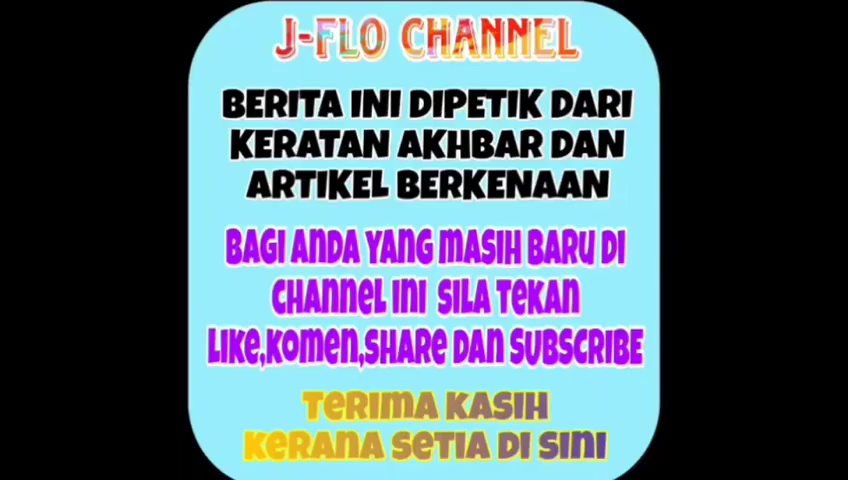 J-FLO CHANNEL
BERITA INI DIPETIK DARI
KERATAN AKHBAR DAN
ARTIKEL BERKENAAN
BAGI ANDA YANG MASIH BARU DI
CHANNEL INI SILA TEKAN
LIKE,KOMEN,SHARE DAN SUBSCRIBE
TERIMA KASIH
KERANA SETIA DI SINI